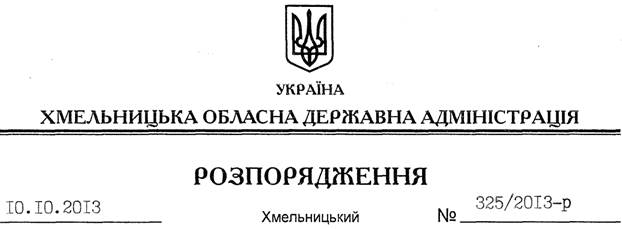 УКРАЇНА
ХМЕЛЬНИЦЬКА ОБЛАСНА ДЕРЖАВНА АДМІНІСТРАЦІЯ
РОЗПОРЯДЖЕННЯ
10.10.2013 Хмельницький № 325/2013-р